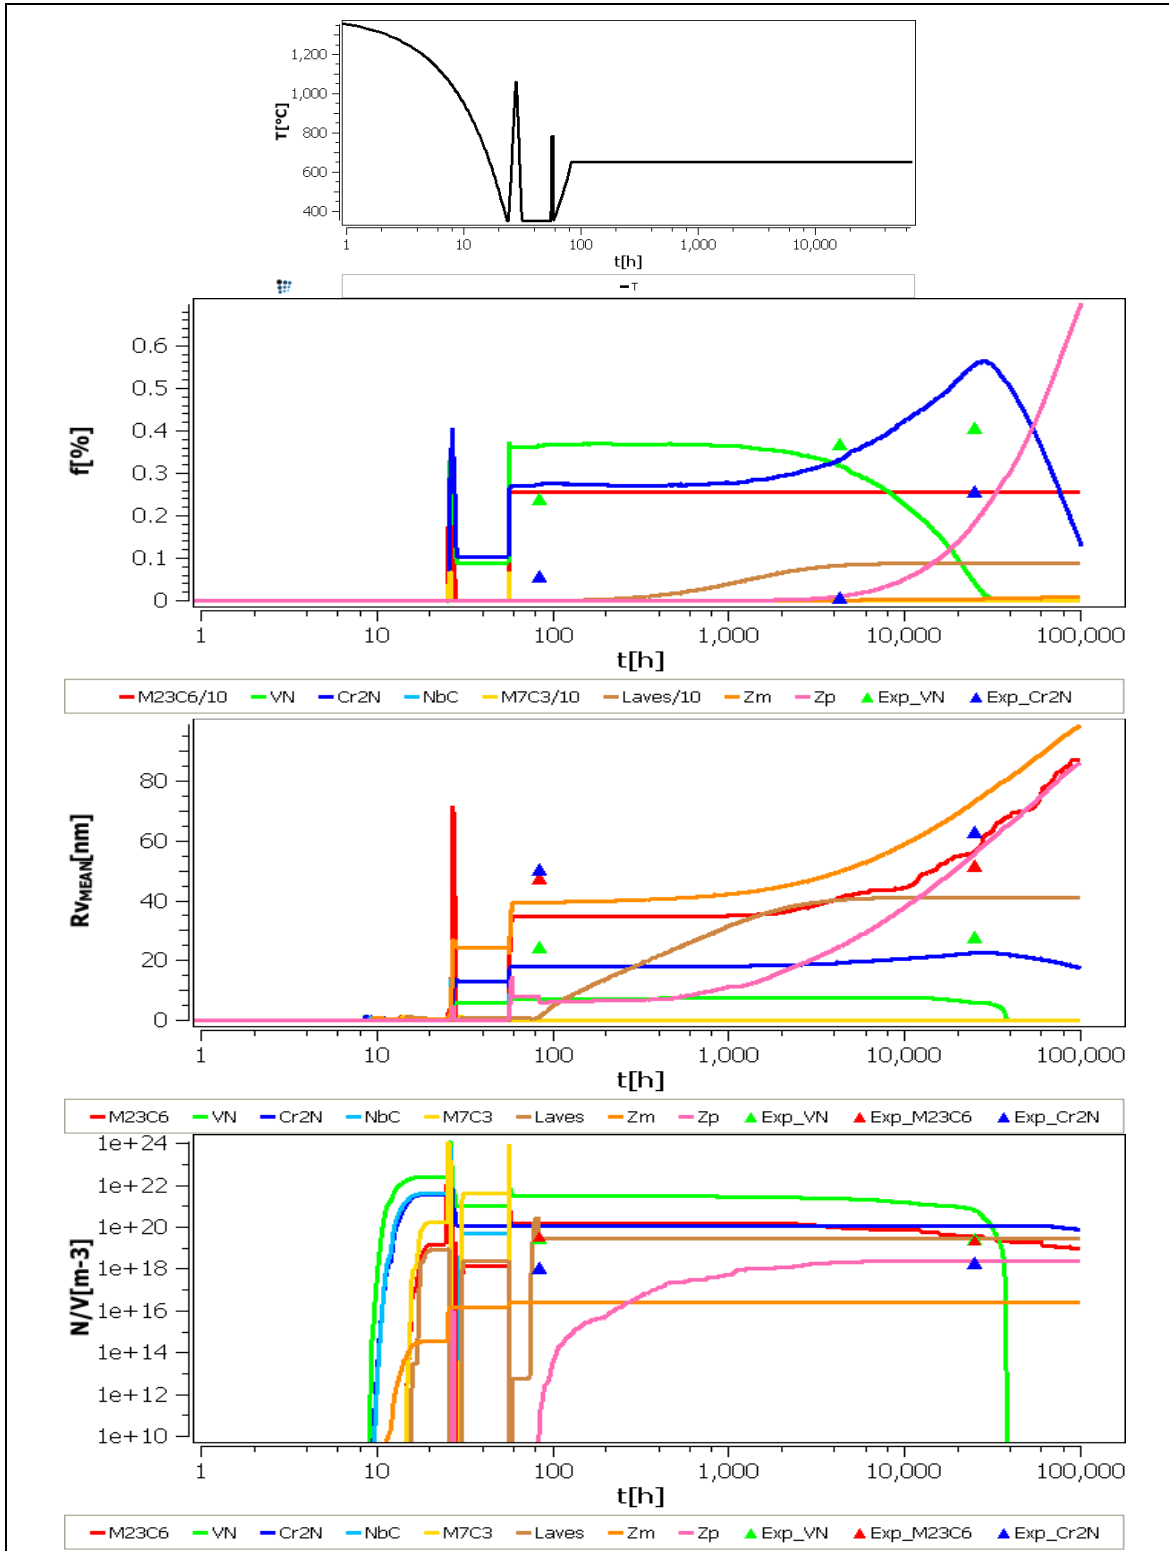 1,200
1,000
800
600
400
T[°C]
1 10 100 1,000 10,000
t[h]
T
0.6
0.5
0.4
0.3
0.2
0.1
0
f[%]
1 10 100 1,000 10,000 100,000
t[h]
M23C6/10 VN Cr2N NbC M7C3/10 Laves/10 Zm Zp Exp_VN Exp_Cr2N
80
60
40
20
0
RvMEAN[nm]
1 10 100 1,000 10,000 100,000
t[h]
M23C6 VN Cr2N NbC M7C3 Laves Zm Zp Exp_VN Exp_M23C6 Exp_Cr2N
1e+24
1e+22
1e+20
1e+18
1e+16
1e+14
1e+12
1e+10
N/V[m-3]
1 10 100 1,000 10,000 100,000
t[h]
M23C6 VN Cr2N NbC M7C3 Laves Zm Zp Exp_VN Exp_M23C6 Exp_Cr2N